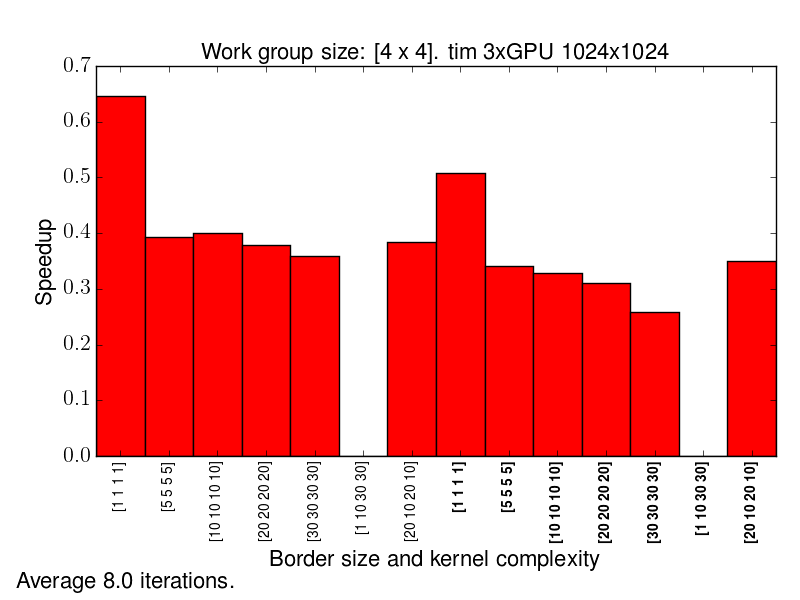 Work group size: [4 x 4]. tim 3xGPU 1024x1024
0.7
0.6
0.5
0.4
0.3
0.2
0.1
0.0
Speedup
[1 1 1 1]
[5 5 5 5]
[10 10 10 10]
[20 20 20 20]
[30 30 30 30]
[1 10 30 30]
[20 10 20 10]
[1 1 1 1]
[5 5 5 5]
[10 10 10 10]
[20 20 20 20]
[30 30 30 30]
[1 10 30 30]
[20 10 20 10]
Border size and kernel complexity
Average 8.0 iterations.